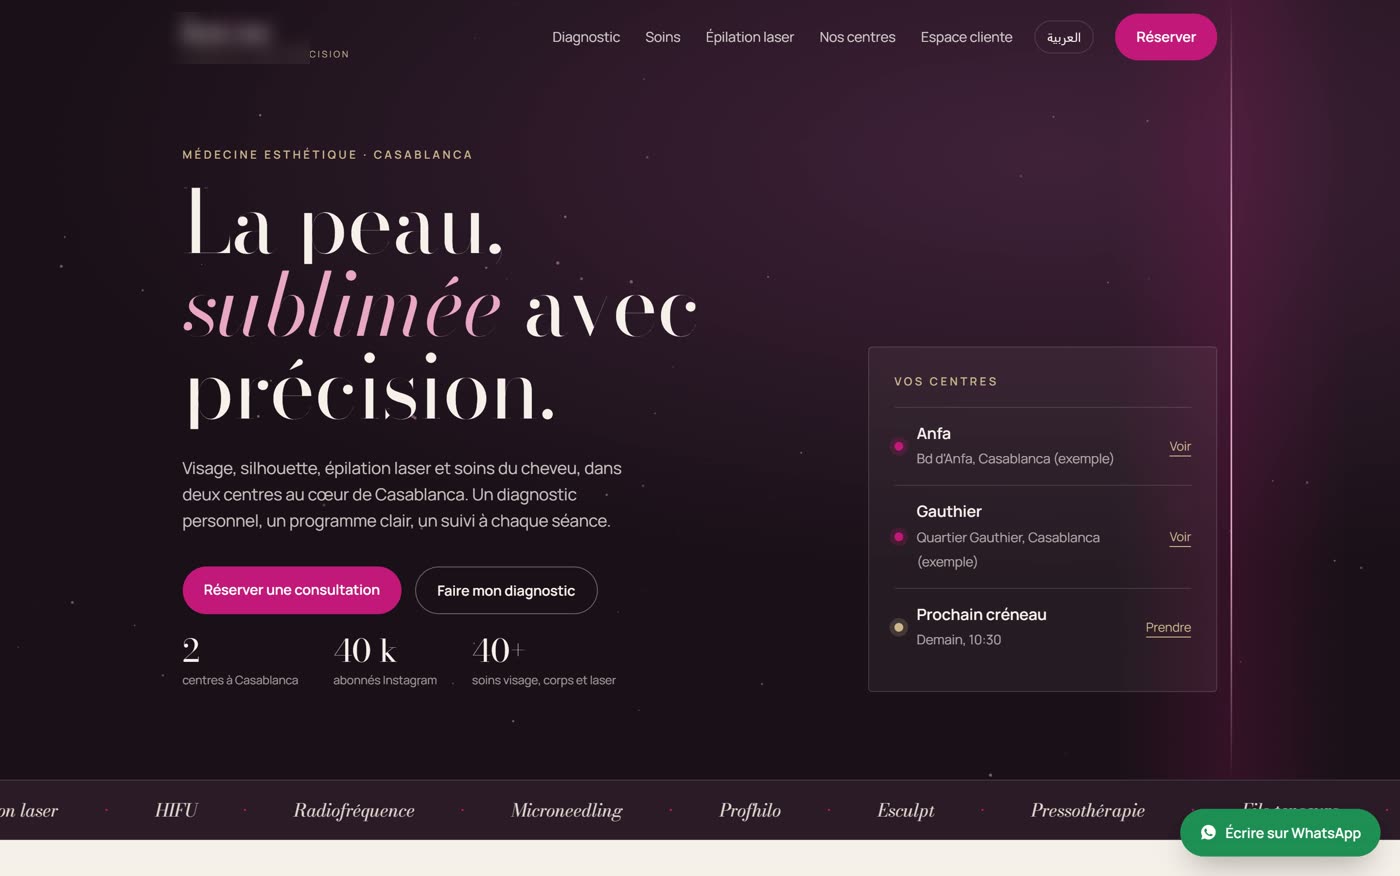 CISION
Diagnostic
Soins
Épilation laser
Nos centres
Espace cliente
العربية
Réserver
MÉDECINE ESTHÉTIQUE · CASABLANCA
La peau,
sublimée avec
précision.
Visage, silhouette, épilation laser et soins du cheveu, dans
deux centres au cœur de Casablanca. Un diagnostic
personnel, un programme clair, un suivi à chaque séance.
Réserver une consultation
Faire mon diagnostic
2
centres à Casablanca
40 k
abonnés Instagram
40+
soins visage, corps et laser
VOS CENTRES
Anfa
Bd d'Anfa, Casablanca (exemple)
Voir
Gauthier
Quartier Gauthier, Casablanca
(exemple)
Voir
Prochain créneau
Demain, 10:30
Prendre
on laser · HIFU · Radiofréquence · Microneedling · Profhilo · Esculpt · Pressothérapie ·
Écrire sur WhatsApp